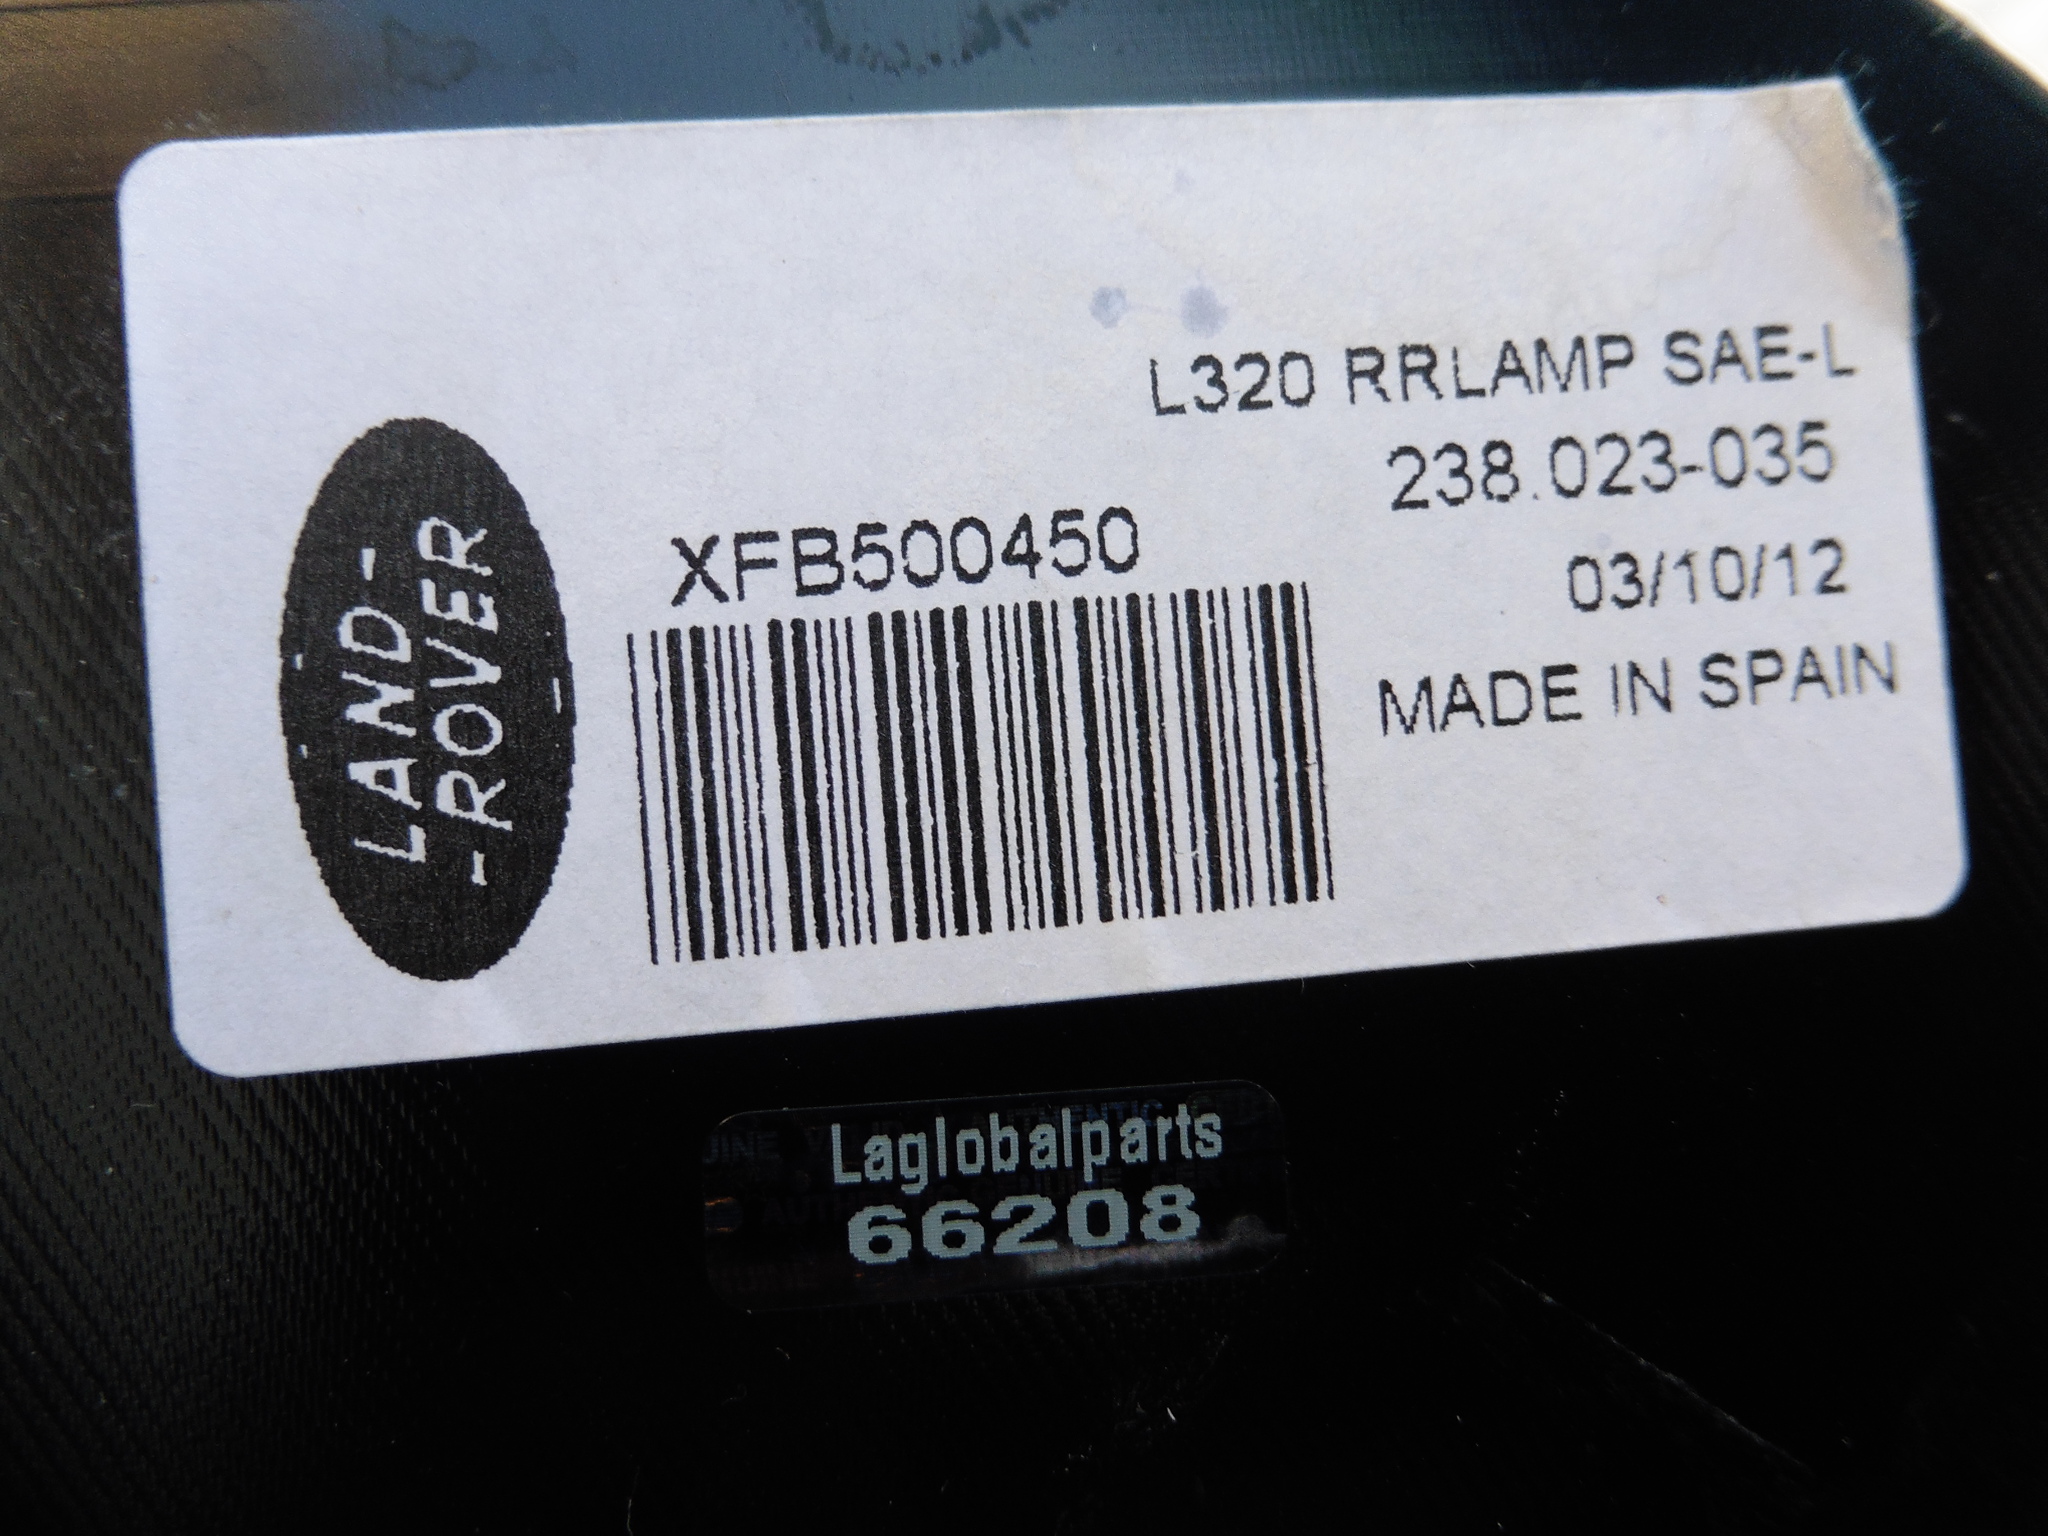 L320 RRLAMP SAE-L
238.023-035
XFB500450
03/10/12
MADE IN SPAIN
LAND-
-ROVER
Laglobalparts
66208